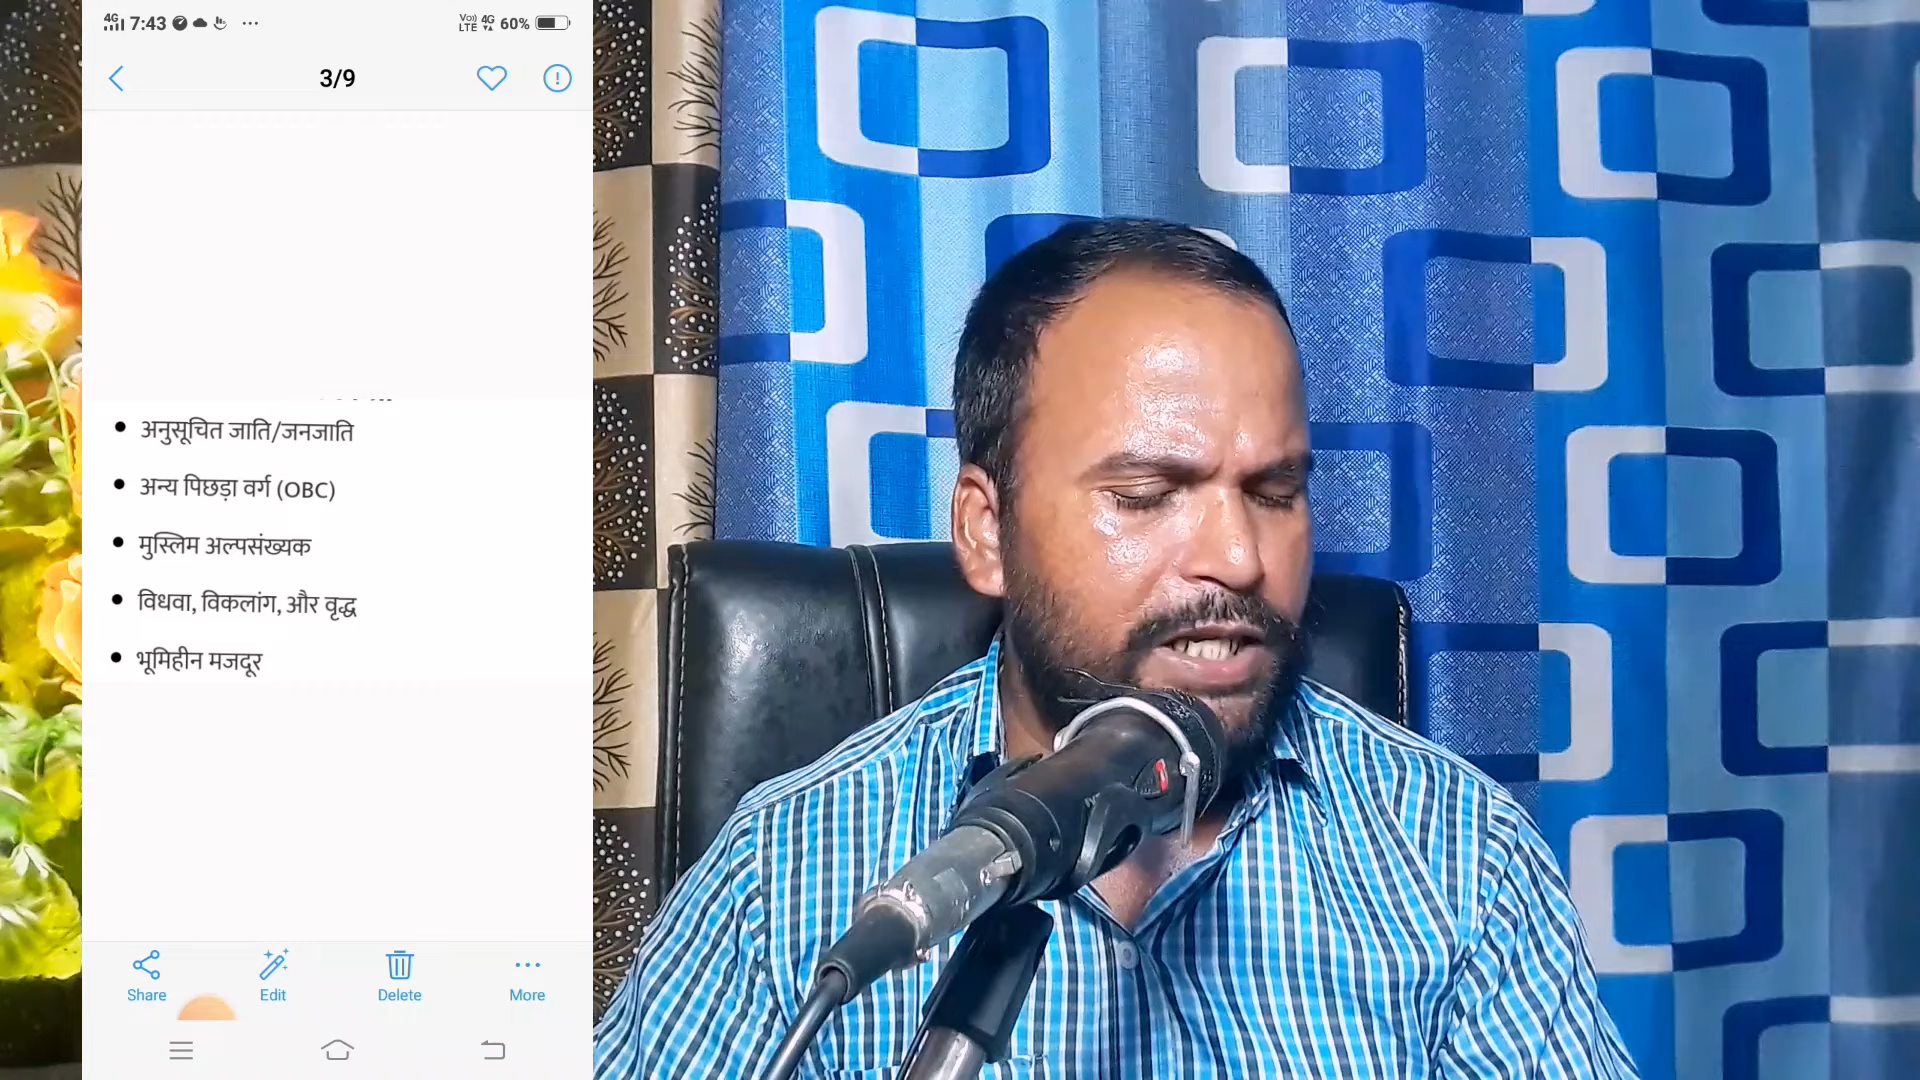 4G 7:43 ... Vo)) LTE 4G 60%
3/9
• अनुसूचित जाति/जनजाति
• अन्य पिछड़ा वर्ग (OBC)
• मुस्लिम अल्पसंख्यक
• विधवा, विकलांग, और वृद्ध
• भूमिहीन मजदूर
Share Edit Delete More